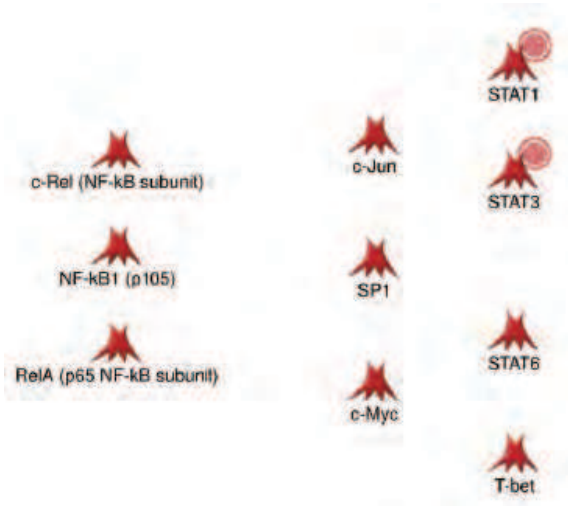 STAT1
c-Rel (NF-kB subunit)
c-Jun
STAT3
NF-kB1 (p105)
SP1
RelA (p65 NF-kB subunit)
STAT6
c-Myc
T-bet